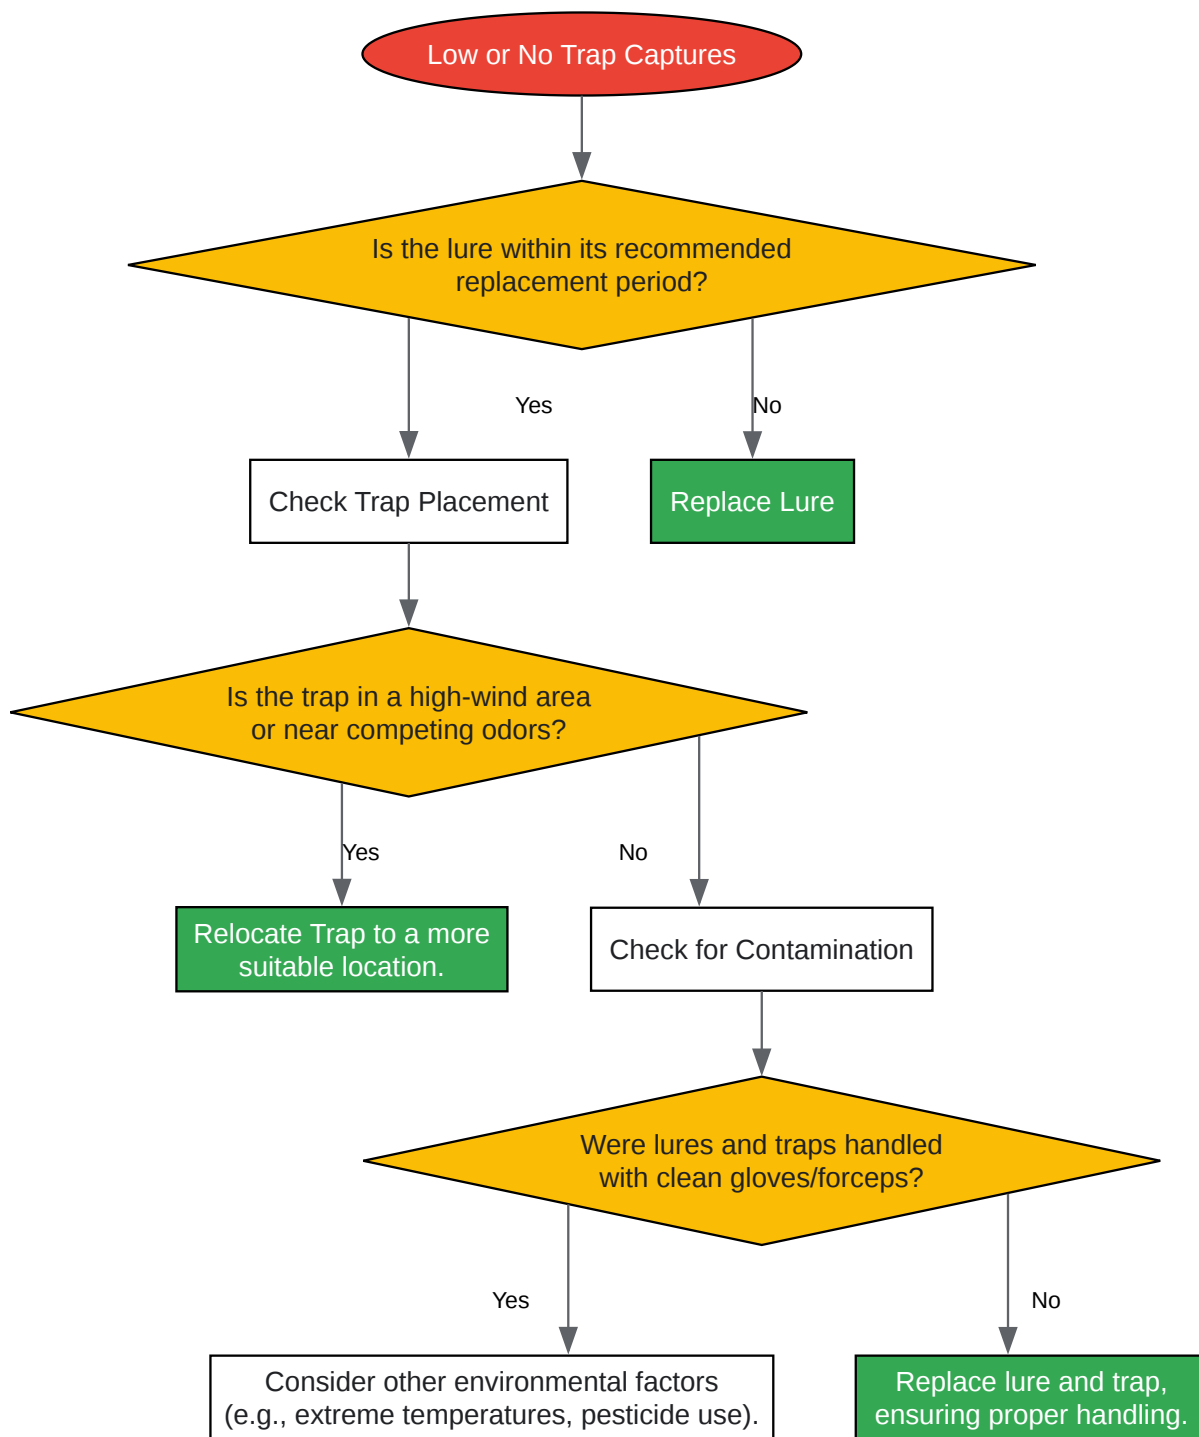 Low or No Trap Captures
Is the lure within its recommended
replacement period?
Yes
No
Check Trap Placement
Replace Lure
Is the trap in a high-wind area
or near competing odors?
Yes
No
Relocate Trap to a more
suitable location.
Check for Contamination
Were lures and traps handled
with clean gloves/forceps?
Yes
No
Consider other environmental factors
(e.g., extreme temperatures, pesticide use).
Replace lure and trap,
ensuring proper handling.